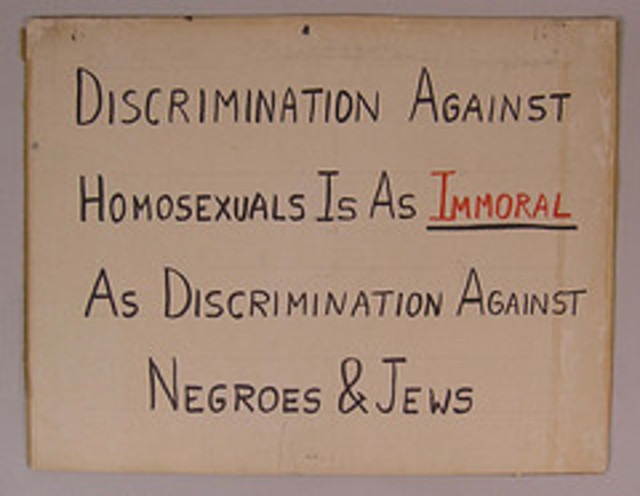 DISCRIMINATION AGAINST
HOMOSEXUALS IS AS IMMORAL
AS DISCRIMINATION AGAINST
NEGROES & JEWS